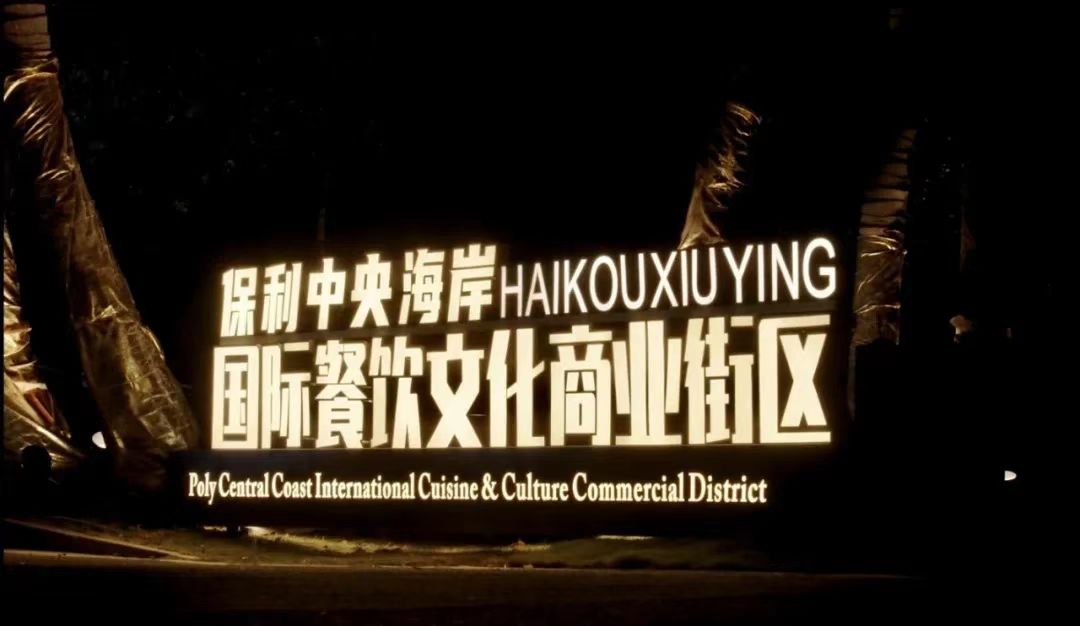 保利中央海岸HAIKOUXIUYING
国际餐饮文化商业街区
Poly Central Coast International Cuisine & Culture Commercial District